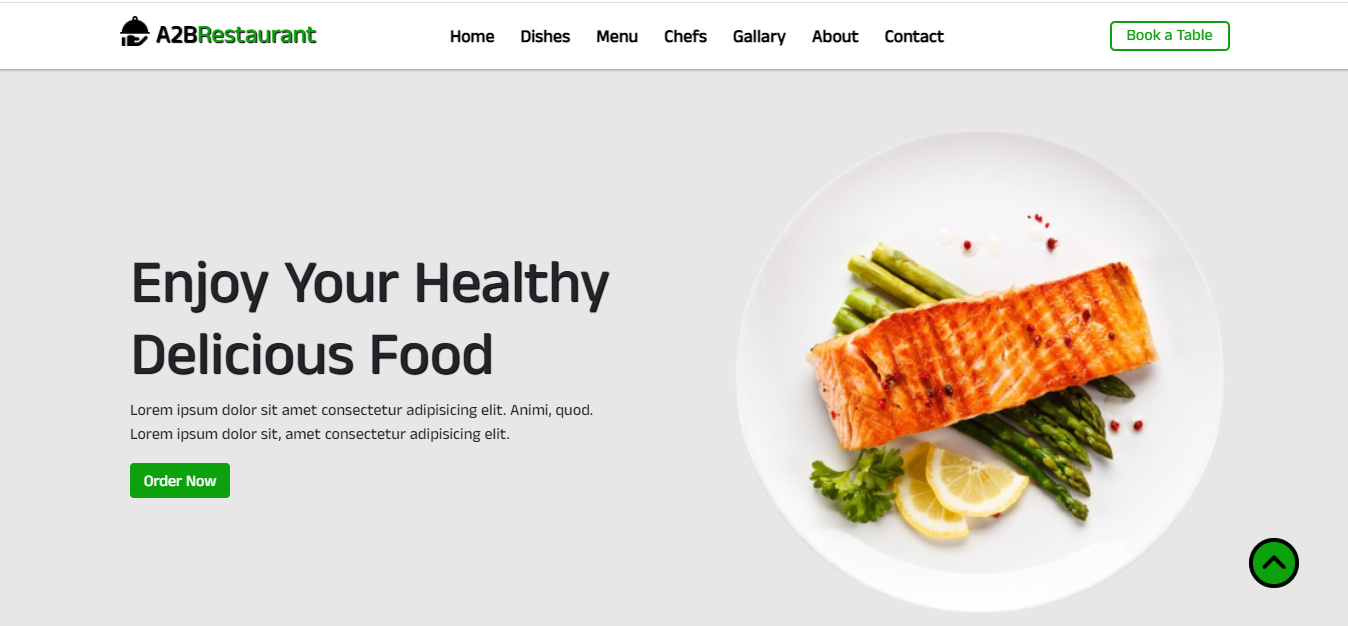 A2BRestaurant
Home Dishes Menu Chefs Gallary About Contact
Book a Table
Enjoy Your Healthy
Delicious Food
Lorem ipsum dolor sit amet consectetur adipisicing elit. Animi, quod.
Lorem ipsum dolor sit, amet consectetur adipisicing elit.
Order Now